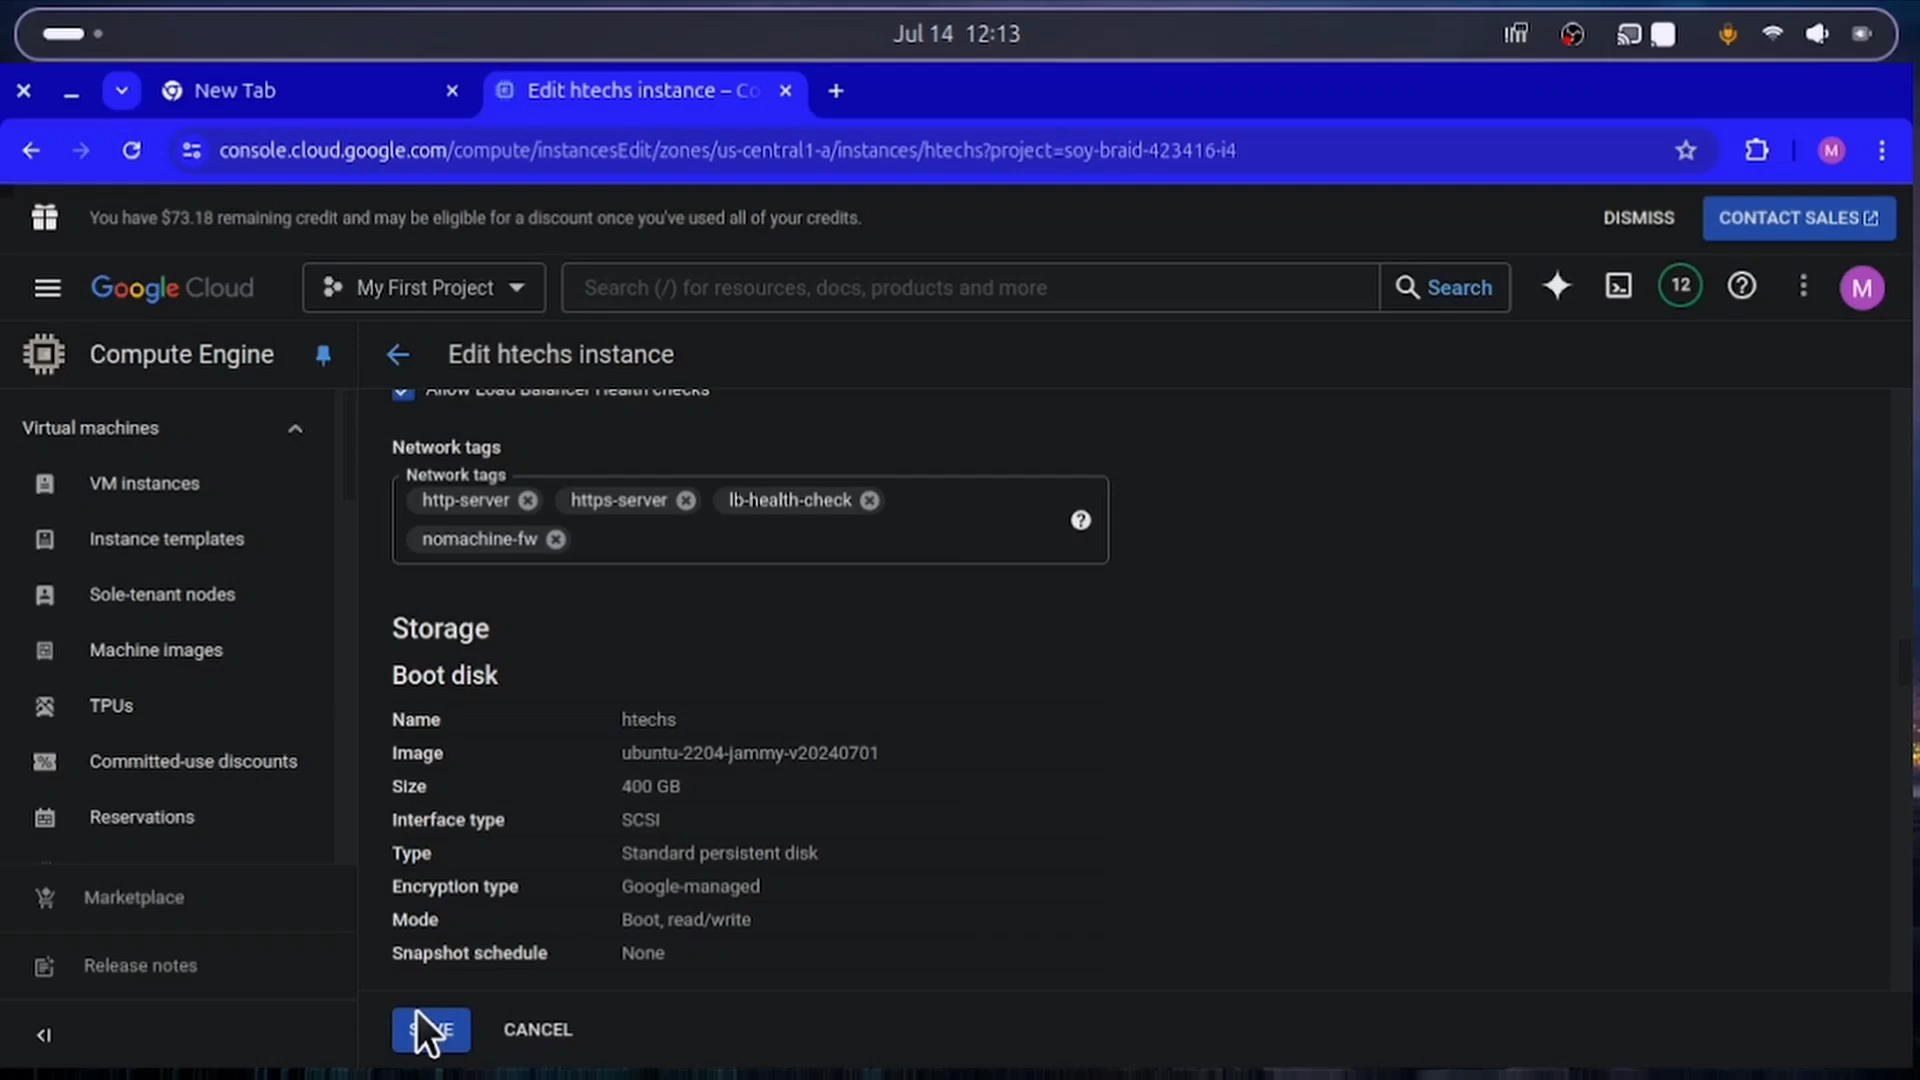 Jul 14 12:13
New Tab
Edit htechs instance – Co
console.cloud.google.com/compute/instancesEdit/zones/us-central1-a/instances/htechs?project=soy-braid-423416-i4
M
You have $73.18 remaining credit and may be eligible for a discount once you've used all of your credits.
DISMISS
CONTACT SALES
Google Cloud
My First Project
Search (/) for resources, docs, products and more
Search
12
M
Compute Engine
Edit htechs instance
Virtual machines
VM instances
Instance templates
Sole-tenant nodes
Machine images
TPUs
Committed-use discounts
Reservations
Marketplace
Release notes
Allow Load Balancer Health checks
Network tags
Network tags
http-server
https-server
lb-health-check
nomachine-fw
Storage
Boot disk
Name htechs
Image ubuntu-2204-jammy-v20240701
Size 400 GB
Interface type SCSI
Type Standard persistent disk
Encryption type Google-managed
Mode Boot, read/write
Snapshot schedule None
SAVE
CANCEL